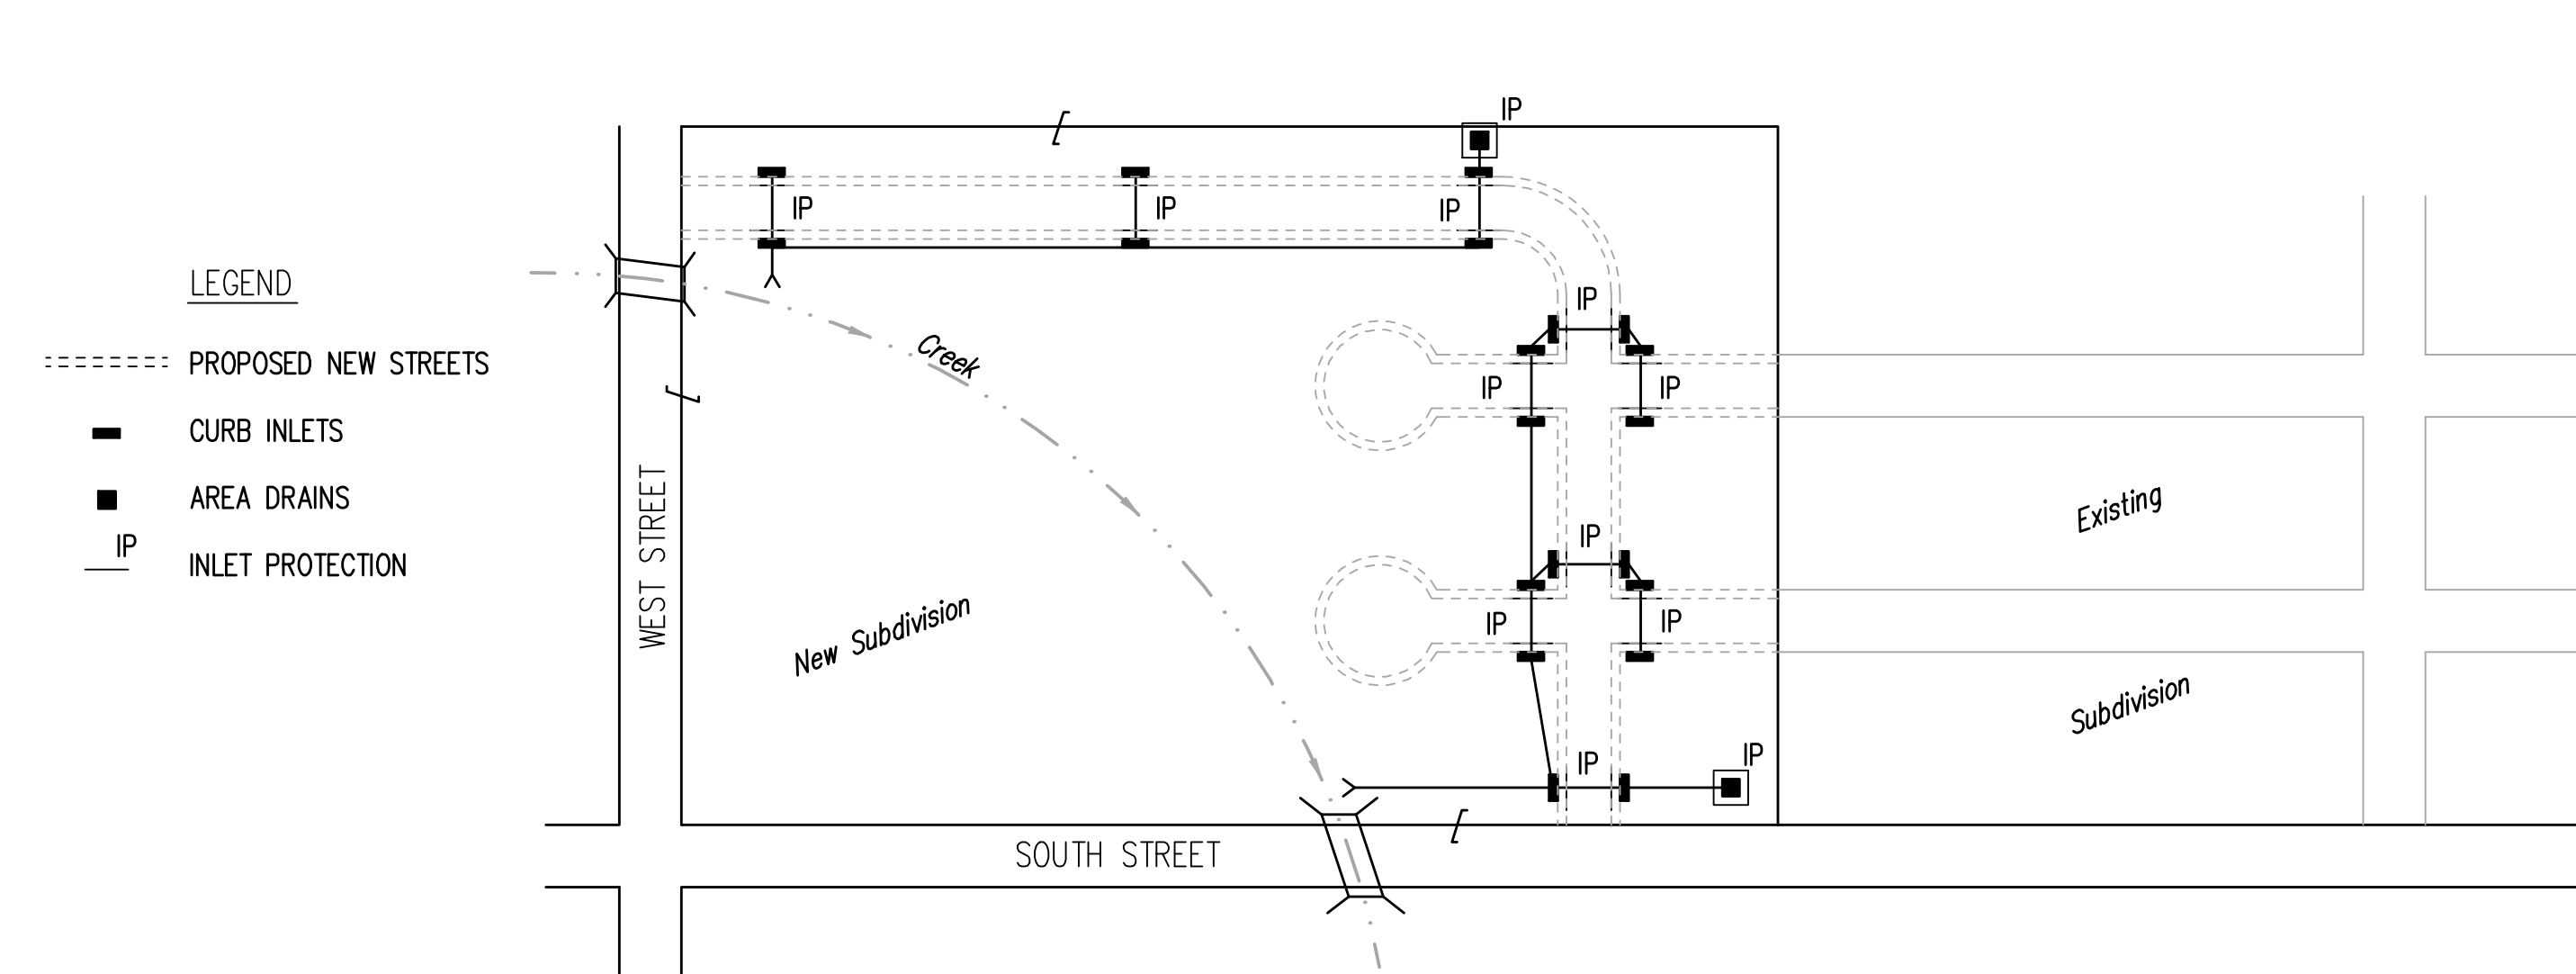 IP
IP
IP
IP
LEGEND
IP
Creek
PROPOSED NEW STREETS
IP
IP
CURB INLETS
AREA DRAINS
Existing
IP
IP
INLET PROTECTION
WEST STREET
New Subdivision
IP
IP
Subdivision
IP
IP
SOUTH STREET